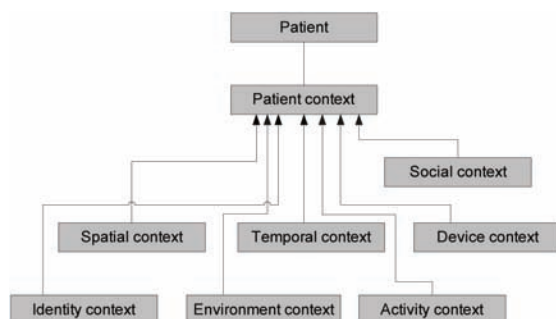 Patient
Patient context
Social context
Spatial context
Temporal context
Device context
Identity context
Environment context
Activity context